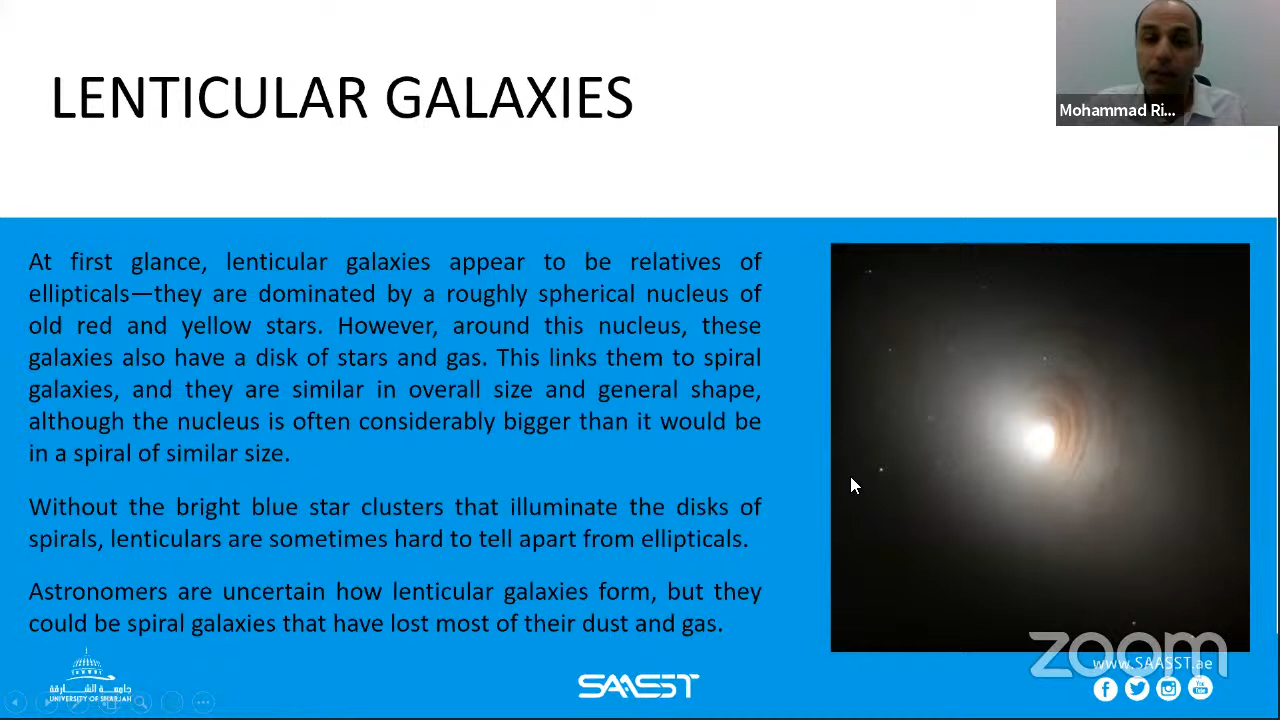 LENTICULAR GALAXIES
Mohammad Ri...
At first glance, lenticular galaxies appear to be relatives of
ellipticals—they are dominated by a roughly spherical nucleus of
old red and yellow stars. However, around this nucleus, these
galaxies also have a disk of stars and gas. This links them to spiral
galaxies, and they are similar in overall size and general shape,
although the nucleus is often considerably bigger than it would be
in a spiral of similar size.
Without the bright blue star clusters that illuminate the disks of
spirals, lenticulars are sometimes hard to tell apart from ellipticals.
Astronomers are uncertain how lenticular galaxies form, but they
could be spiral galaxies that have lost most of their dust and gas.
جامعة الشارقة
UNIVERSITY OF SHARJAH
SAASST
zoom
www.SAASST.ae
You
Tube